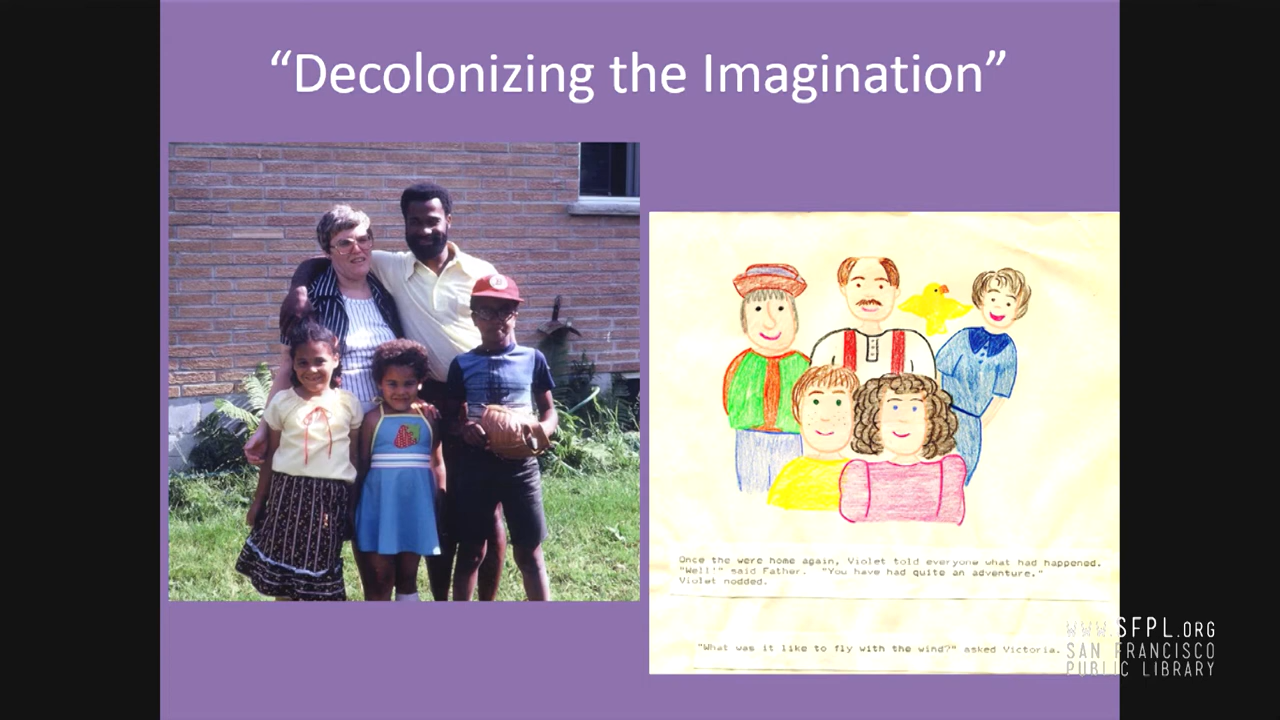 “Decolonizing the Imagination”
Once the were home again, Violet told everyone what had happened.
"Well!" said Father. "You have had quite an adventure."
Violet nodded.
"What was it like to fly with the wind?" asked Victoria.
WWW.SFPL.ORG
SAN FRANCISCO
PUBLIC LIBRARY